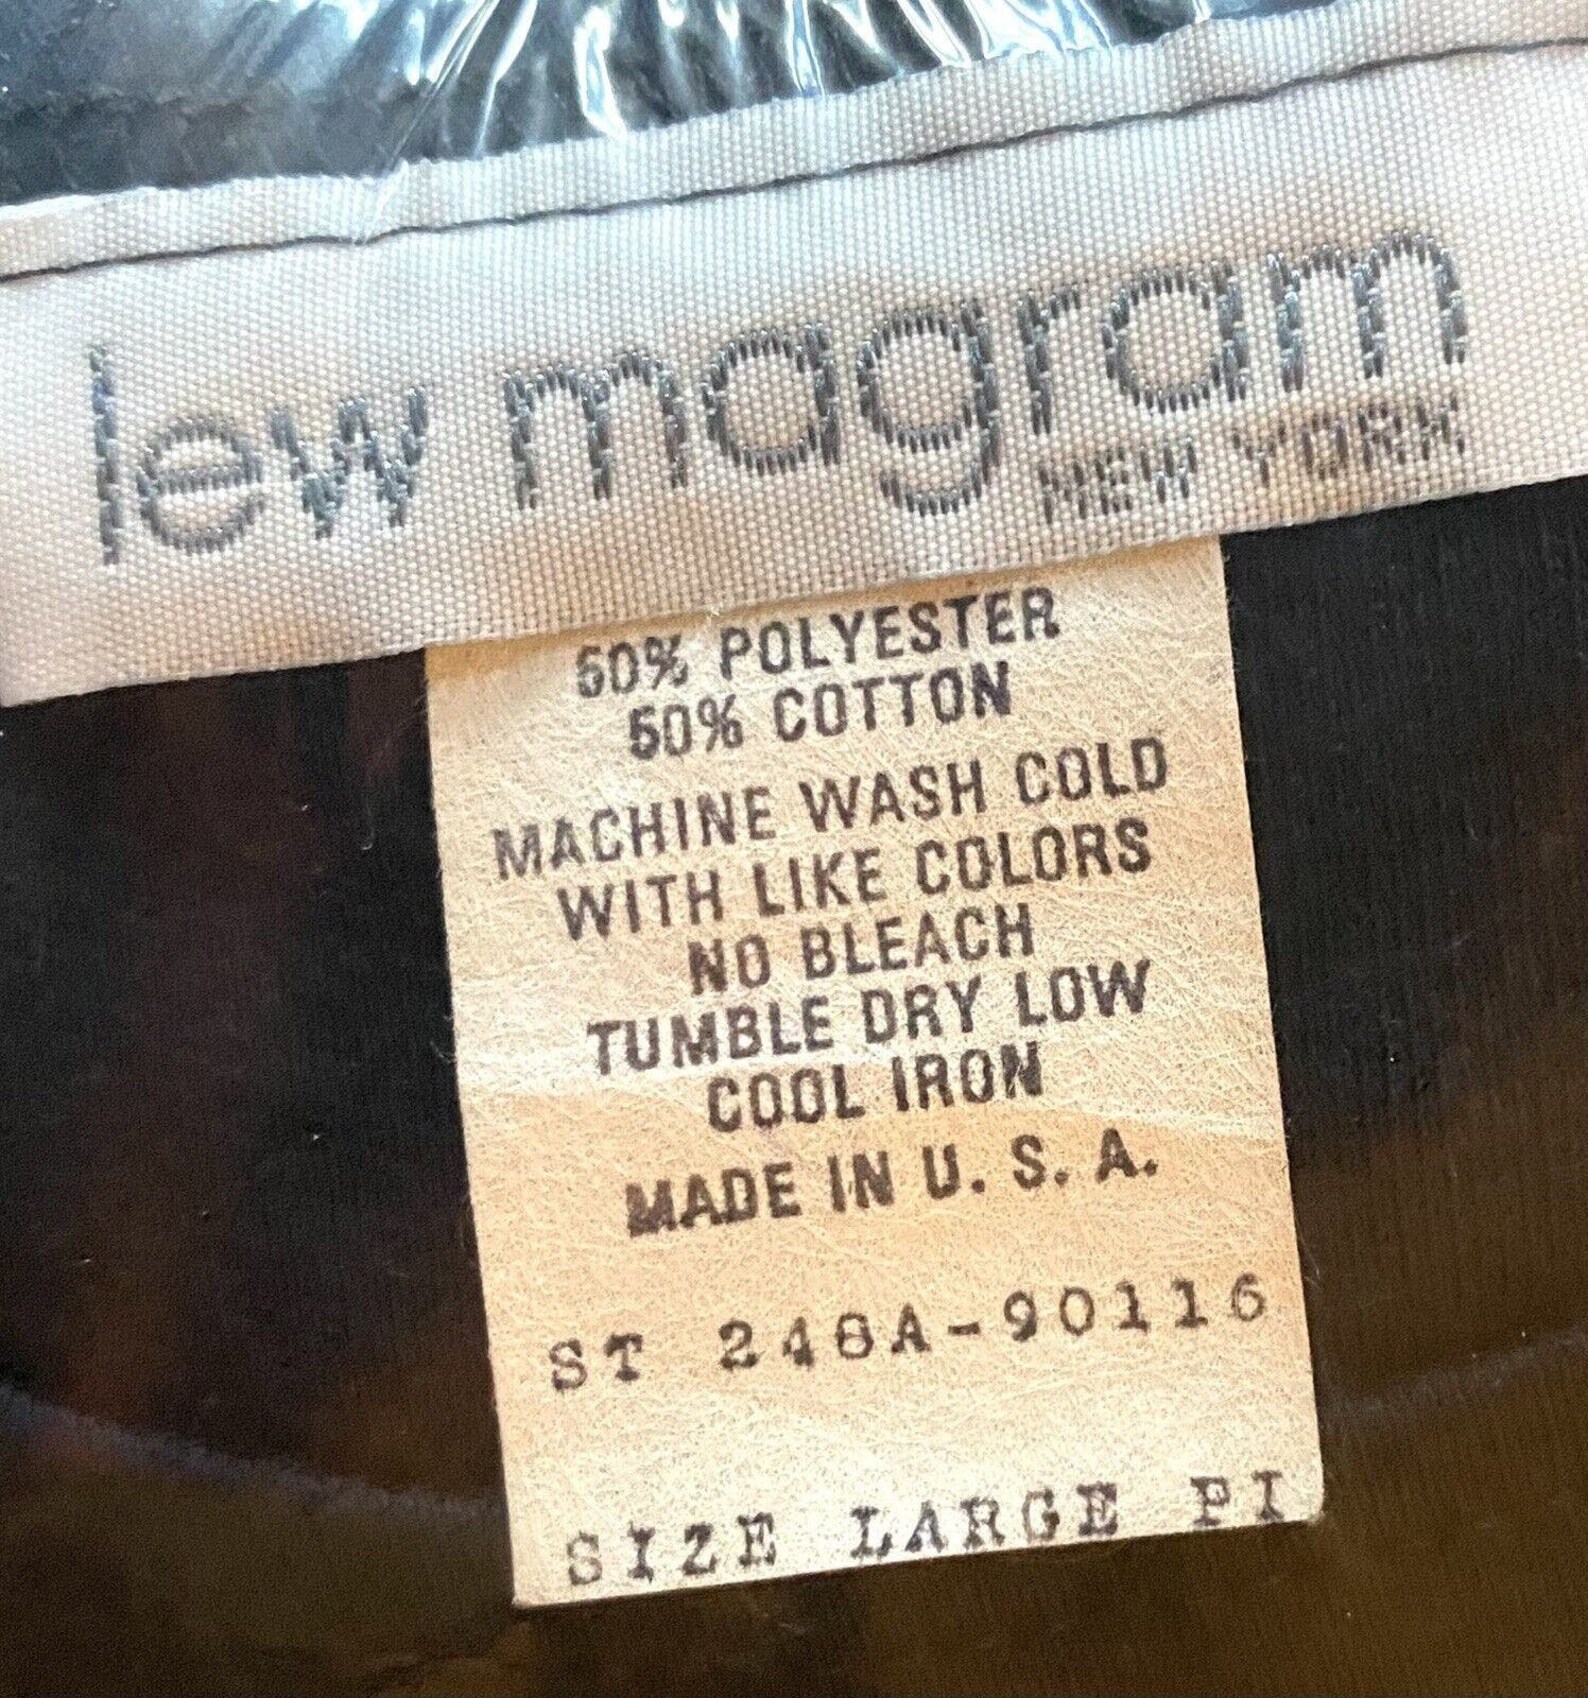 lew magram
NEW YORK
50% POLYESTER
50% COTTON
MACHINE WASH COLD
WITH LIKE COLORS
NO BLEACH
TUMBLE DRY LOW
COOL IRON
MADE IN U. S. A.
ST 248A-90116
SIZE LARGE PI